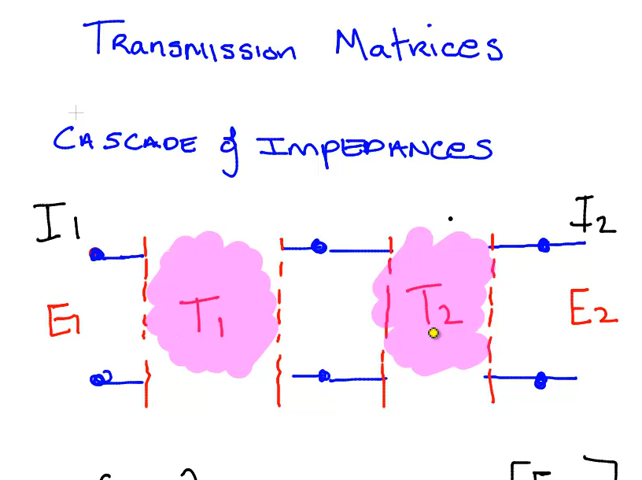 Transmission Matrices
CASCADE of IMPEDANCES
I1 I2
E1 T1 T2 E2